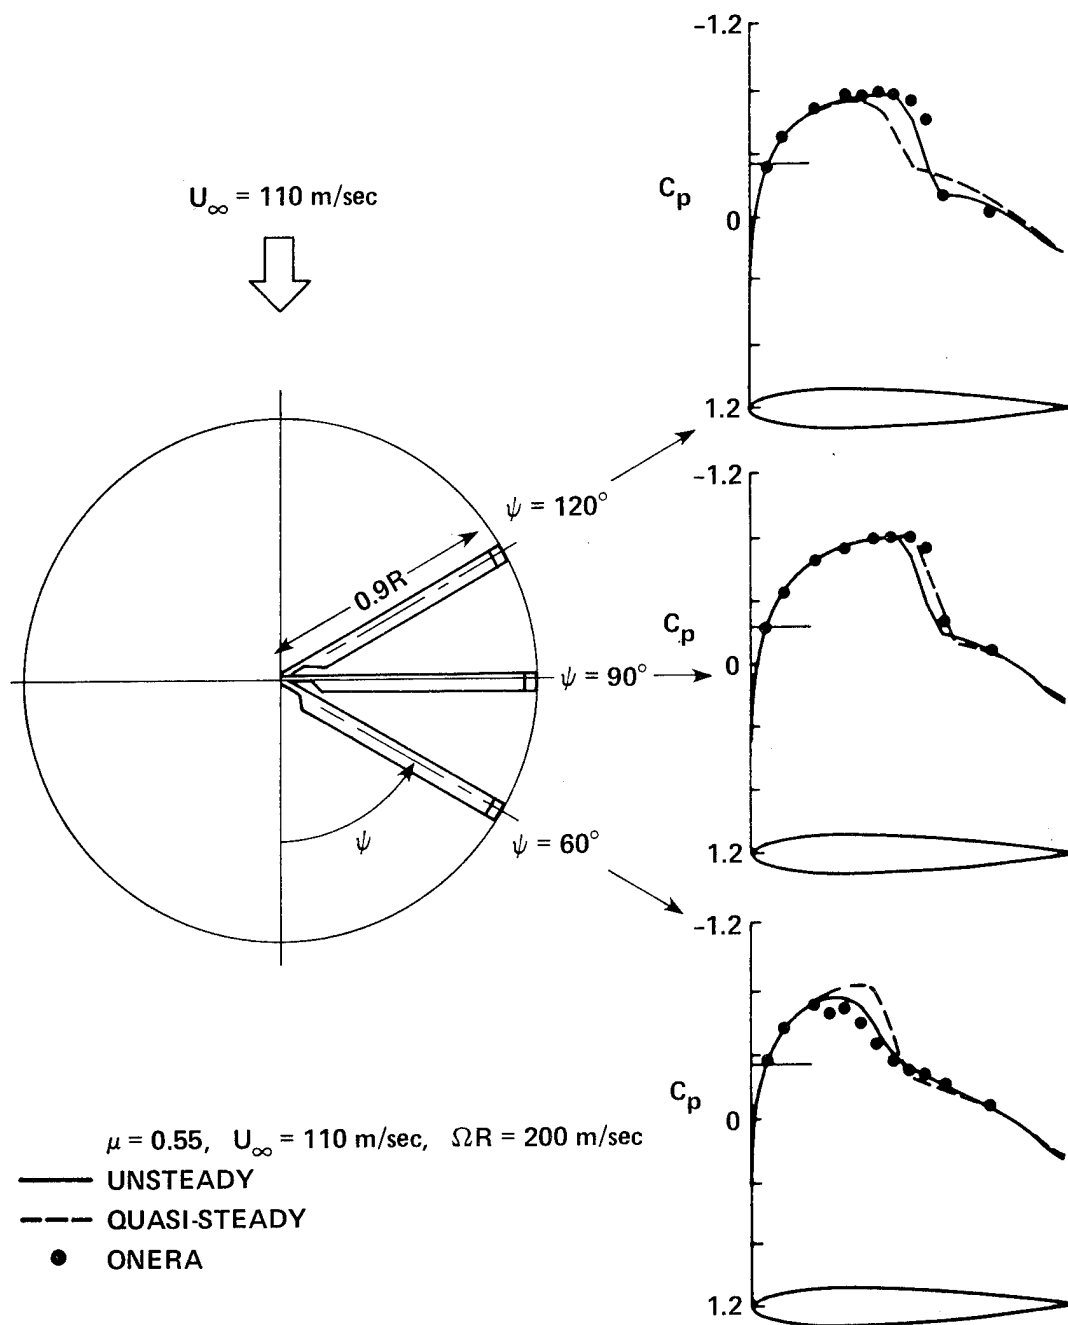 U∞ = 110 m/sec
ψ = 120°
0.9R
ψ = 90°
ψ
ψ = 60°
−1.2
Cp
0
1.2
−1.2
Cp
0
1.2
−1.2
Cp
0
1.2
μ = 0.55, U∞ = 110 m/sec, ΩR = 200 m/sec
UNSTEADY
QUASI-STEADY
ONERA